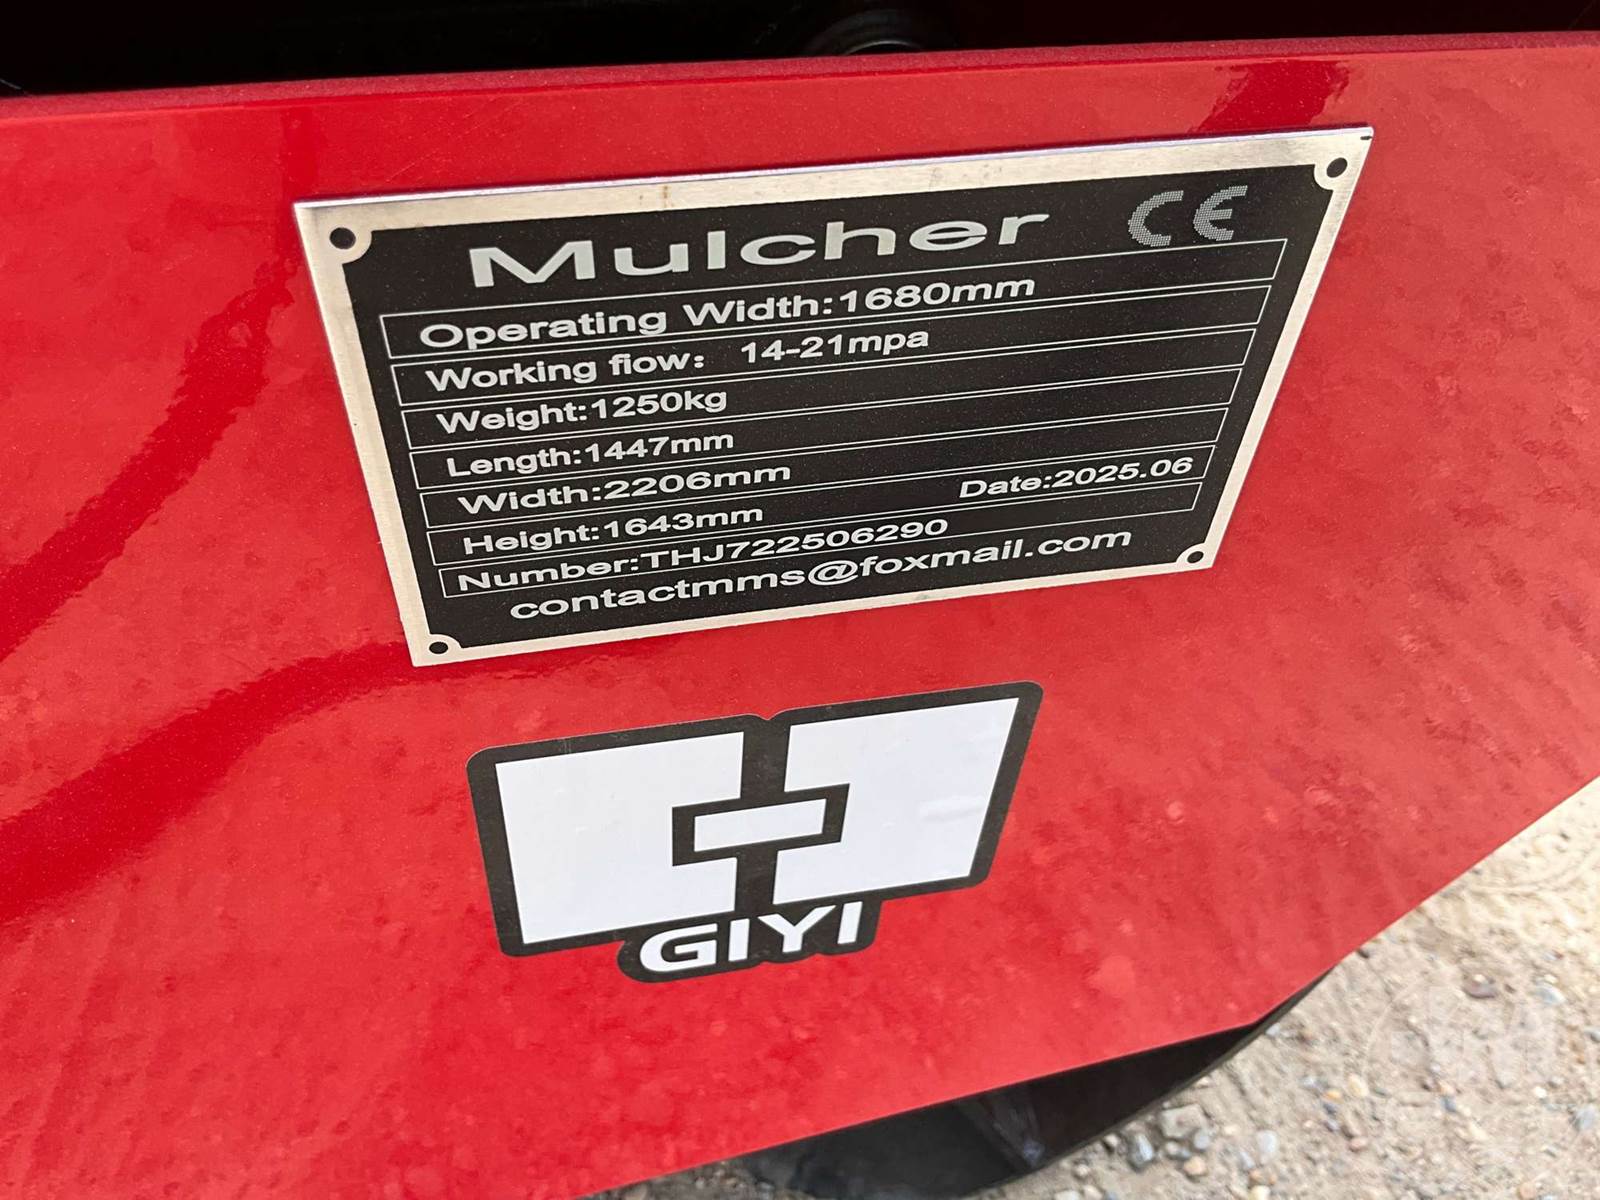 Mulcher CE
Operating Width:1680mm
Working fiow: 14-21mpa
Weight:1250kg
Length:1447mm
Width:2206mm
Height:1643mm Date:2025.06
Number:THJ722506290
contactmms@foxmail.com
GIYI